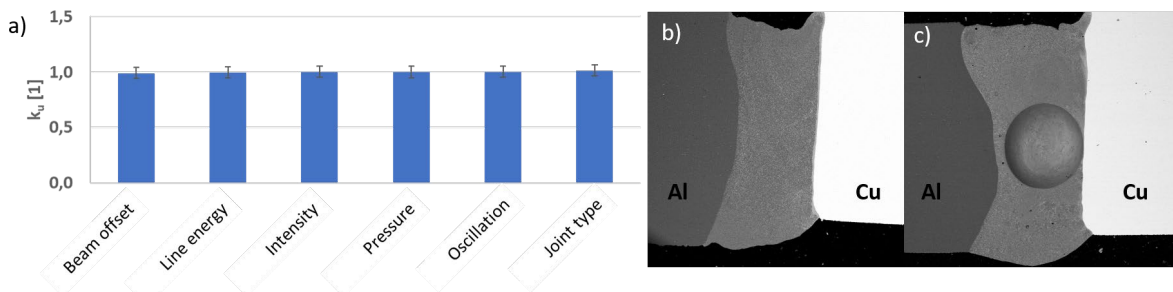 a)
1,5
1,0
0,5
0,0
k_u [1]
Beam offset
Line energy
Intensity
Pressure
Oscillation
Joint type
b)
Al
Cu
c)
Al
Cu